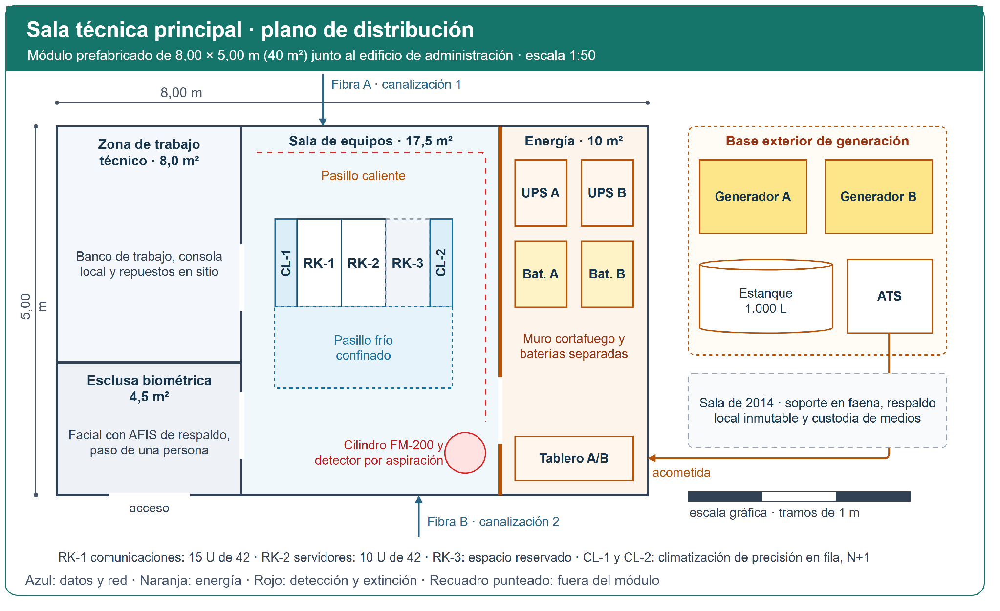 Sala técnica principal · plano de distribución
Módulo prefabricado de 8,00 × 5,00 m (40 m²) junto al edificio de administración · escala 1:50
Fibra A · canalización 1
8,00 m
5,00
m
Zona de trabajo
técnico · 8,0 m²
Banco de trabajo, consola
local y repuestos en sitio
Esclusa biométrica
4,5 m²
Facial con AFIS de respaldo,
paso de una persona
acceso
Sala de equipos · 17,5 m²
Pasillo caliente
CL-1
RK-1
RK-2
RK-3
CL-2
Pasillo frío
confinado
Cilindro FM-200 y
detector por aspiración
Fibra B · canalización 2
Energía · 10 m²
UPS A
UPS B
Bat. A
Bat. B
Muro cortafuego y
baterías separadas
Tablero A/B
Base exterior de generación
Generador A
Generador B
Estanque
1.000 L
ATS
Sala de 2014 · soporte en faena, respaldo
local inmutable y custodia de medios
acometida
escala gráfica · tramos de 1 m
RK-1 comunicaciones: 15 U de 42 · RK-2 servidores: 10 U de 42 · RK-3: espacio reservado · CL-1 y CL-2: climatización de precisión en fila, N+1
Azul: datos y red · Naranja: energía · Rojo: detección y extinción · Recuadro punteado: fuera del módulo